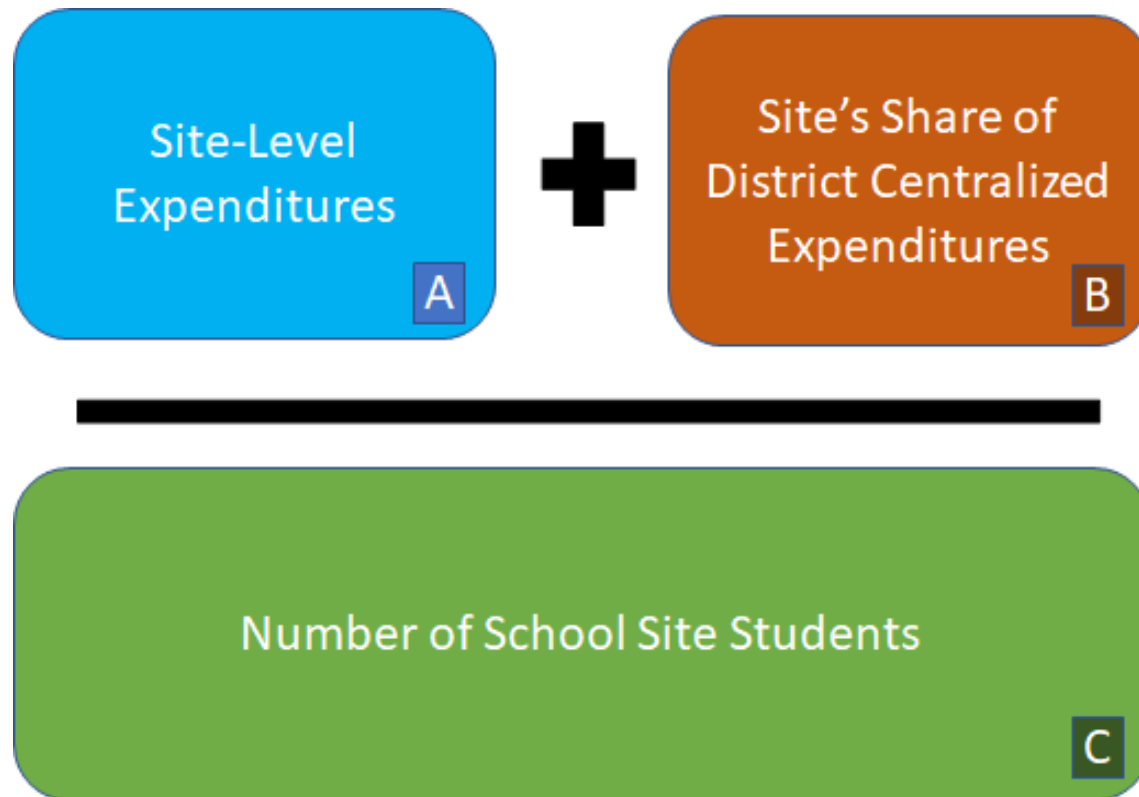 Site-Level
Expenditures
A
Site's Share of
District Centralized
Expenditures
B
Number of School Site Students
C